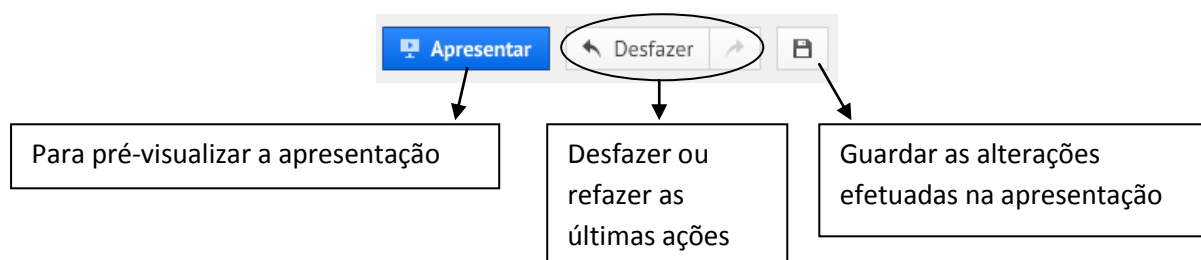 Apresentar
Desfazer
Para pré-visualizar a apresentação
Desfazer ou
refazer as
últimas ações
Guardar as alterações
efetuadas na apresentação